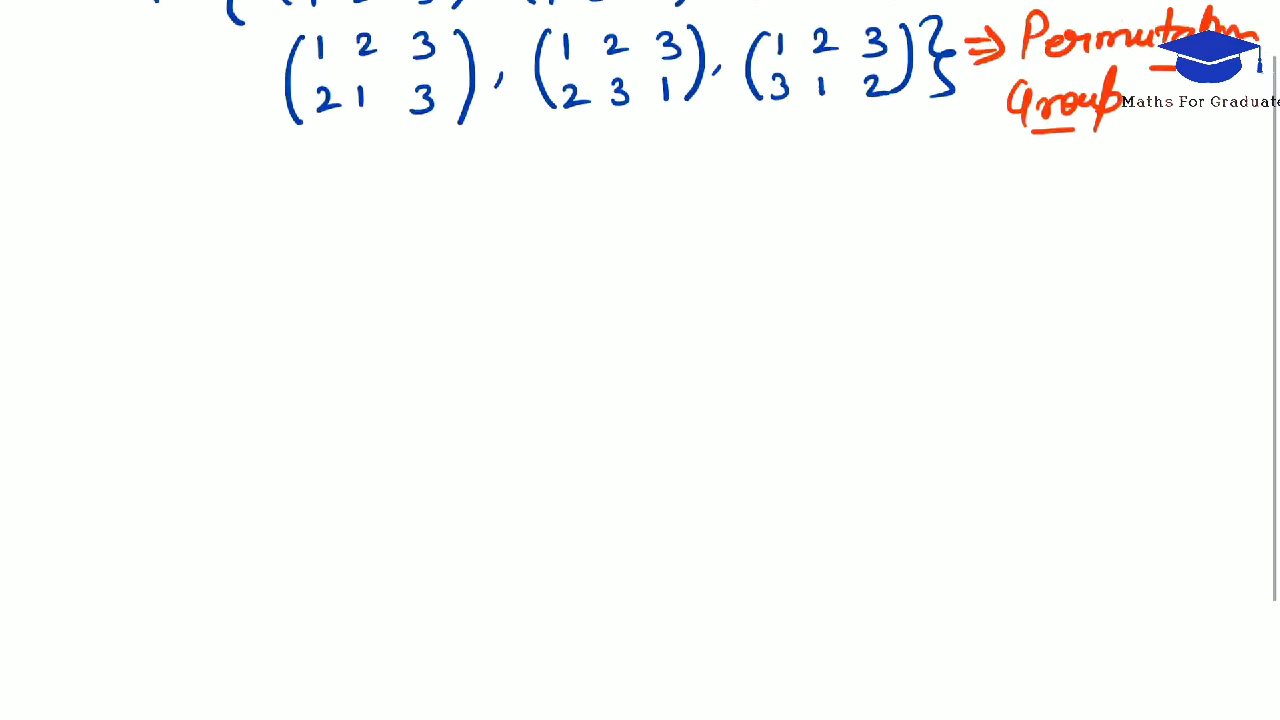 ( 1 2 3 ) , ( 1 2 3 ) , ( 1 2 3 ) } ⇒ Permutation
( 2 1 3 ) ( 2 3 1 ) ( 3 1 2 ) Group
Maths For Graduate